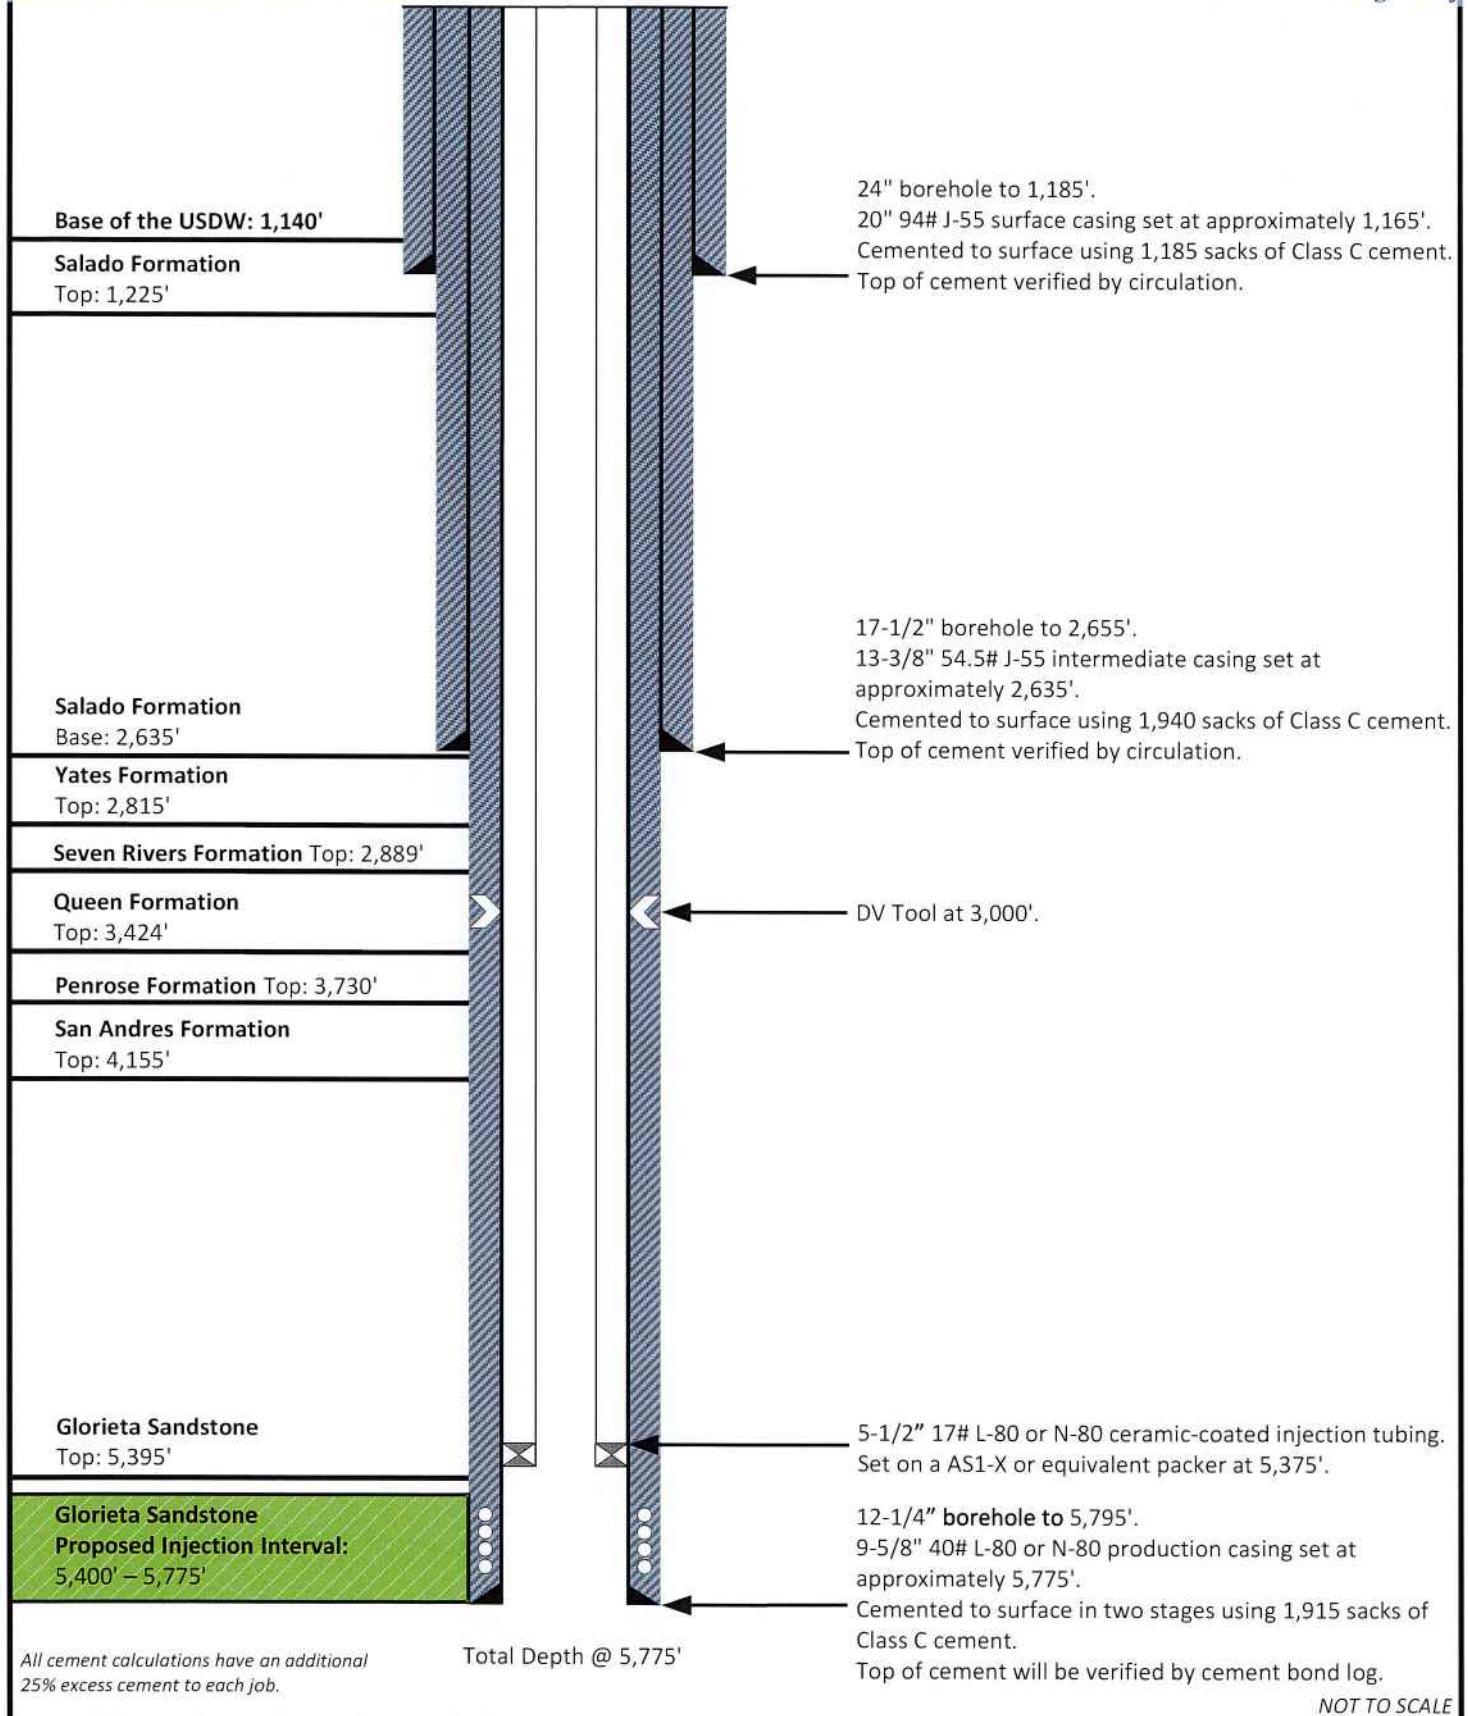 Base of the USDW: 1,140'
Salado Formation
Top: 1,225'
24" borehole to 1,185'.
20" 94# J-55 surface casing set at approximately 1,165'.
Cemented to surface using 1,185 sacks of Class C cement.
Top of cement verified by circulation.
17-1/2" borehole to 2,655'.
13-3/8" 54.5# J-55 intermediate casing set at
approximately 2,635'.
Cemented to surface using 1,940 sacks of Class C cement.
Top of cement verified by circulation.
Salado Formation
Base: 2,635'
Yates Formation
Top: 2,815'
Seven Rivers Formation Top: 2,889'
Queen Formation
Top: 3,424'
DV Tool at 3,000'.
Penrose Formation Top: 3,730'
San Andres Formation
Top: 4,155'
Glorieta Sandstone
Top: 5,395'
5-1/2” 17# L-80 or N-80 ceramic-coated injection tubing.
Set on a AS1-X or equivalent packer at 5,375'.
Glorieta Sandstone
Proposed Injection Interval:
5,400' – 5,775'
12-1/4” borehole to 5,795'.
9-5/8" 40# L-80 or N-80 production casing set at
approximately 5,775'.
Cemented to surface in two stages using 1,915 sacks of
Class C cement.
Top of cement will be verified by cement bond log.
Total Depth @ 5,775'
All cement calculations have an additional
25% excess cement to each job.
NOT TO SCALE